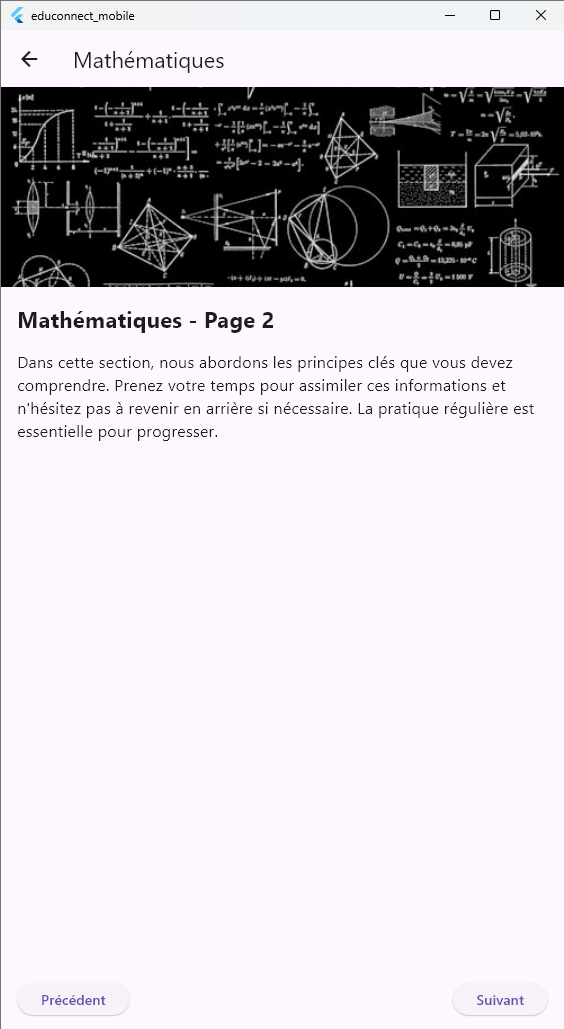 educonnect_mobile
Mathématiques
Mathématiques - Page 2
Dans cette section, nous abordons les principes clés que vous devez
comprendre. Prenez votre temps pour assimiler ces informations et
n'hésitez pas à revenir en arrière si nécessaire. La pratique régulière est
essentielle pour progresser.
Précédent
Suivant